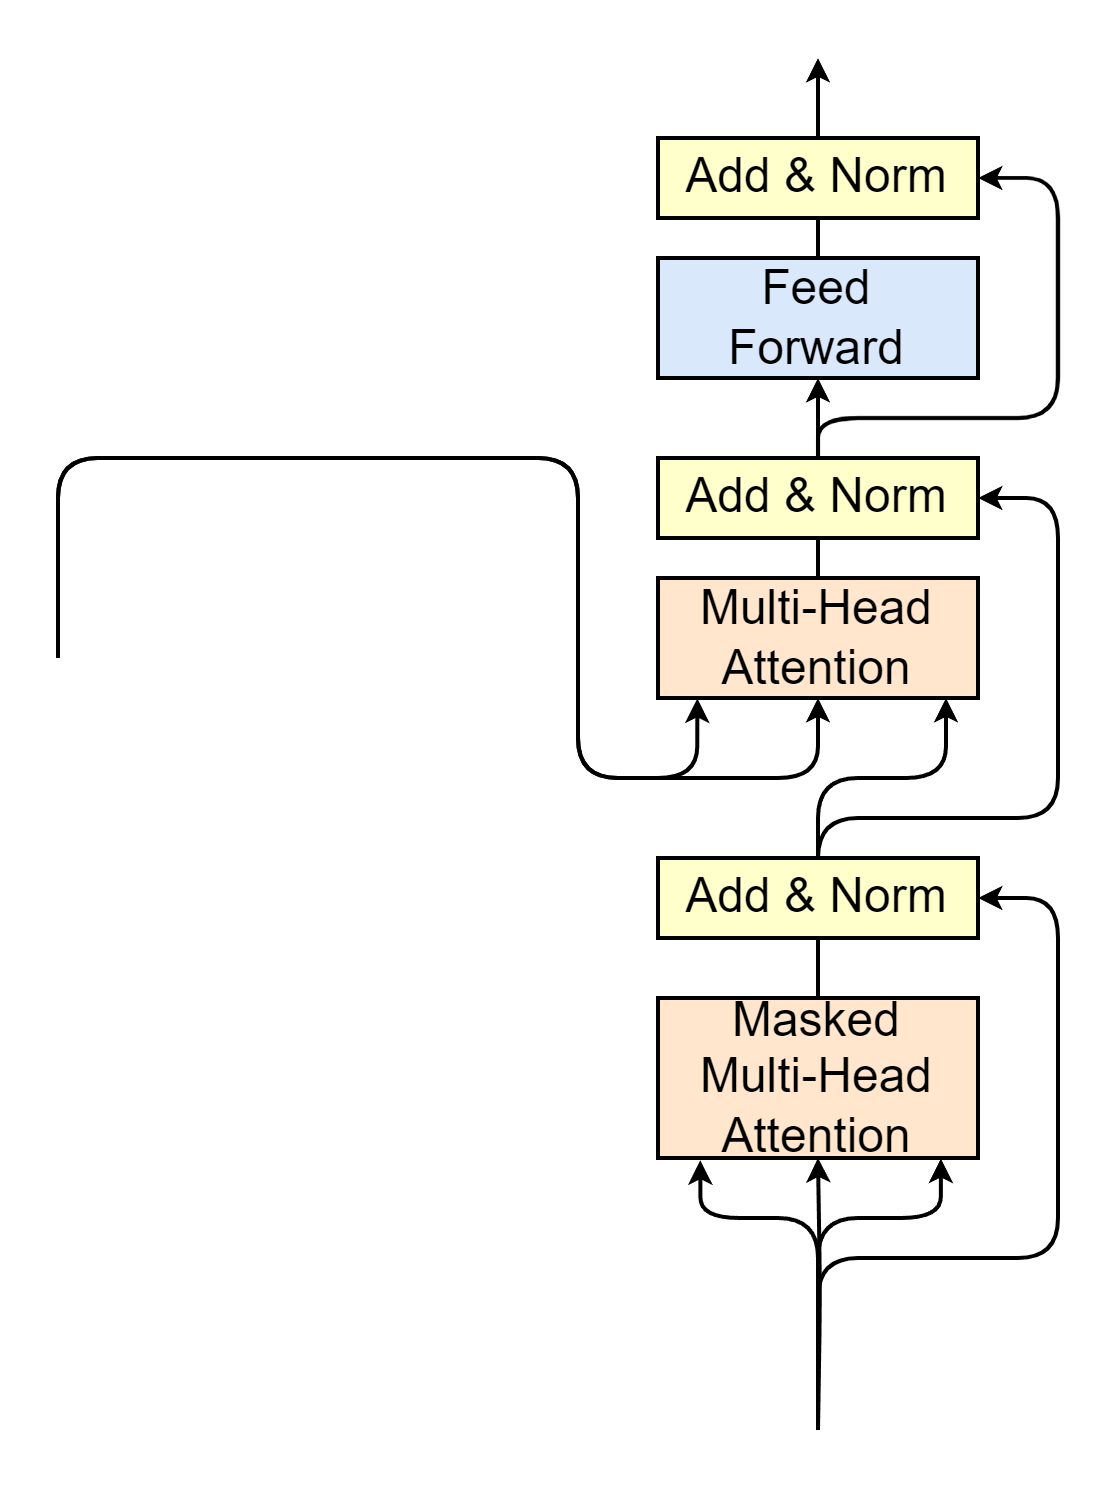 Add & Norm
Feed
Forward
Add & Norm
Multi-Head
Attention
Add & Norm
Masked
Multi-Head
Attention